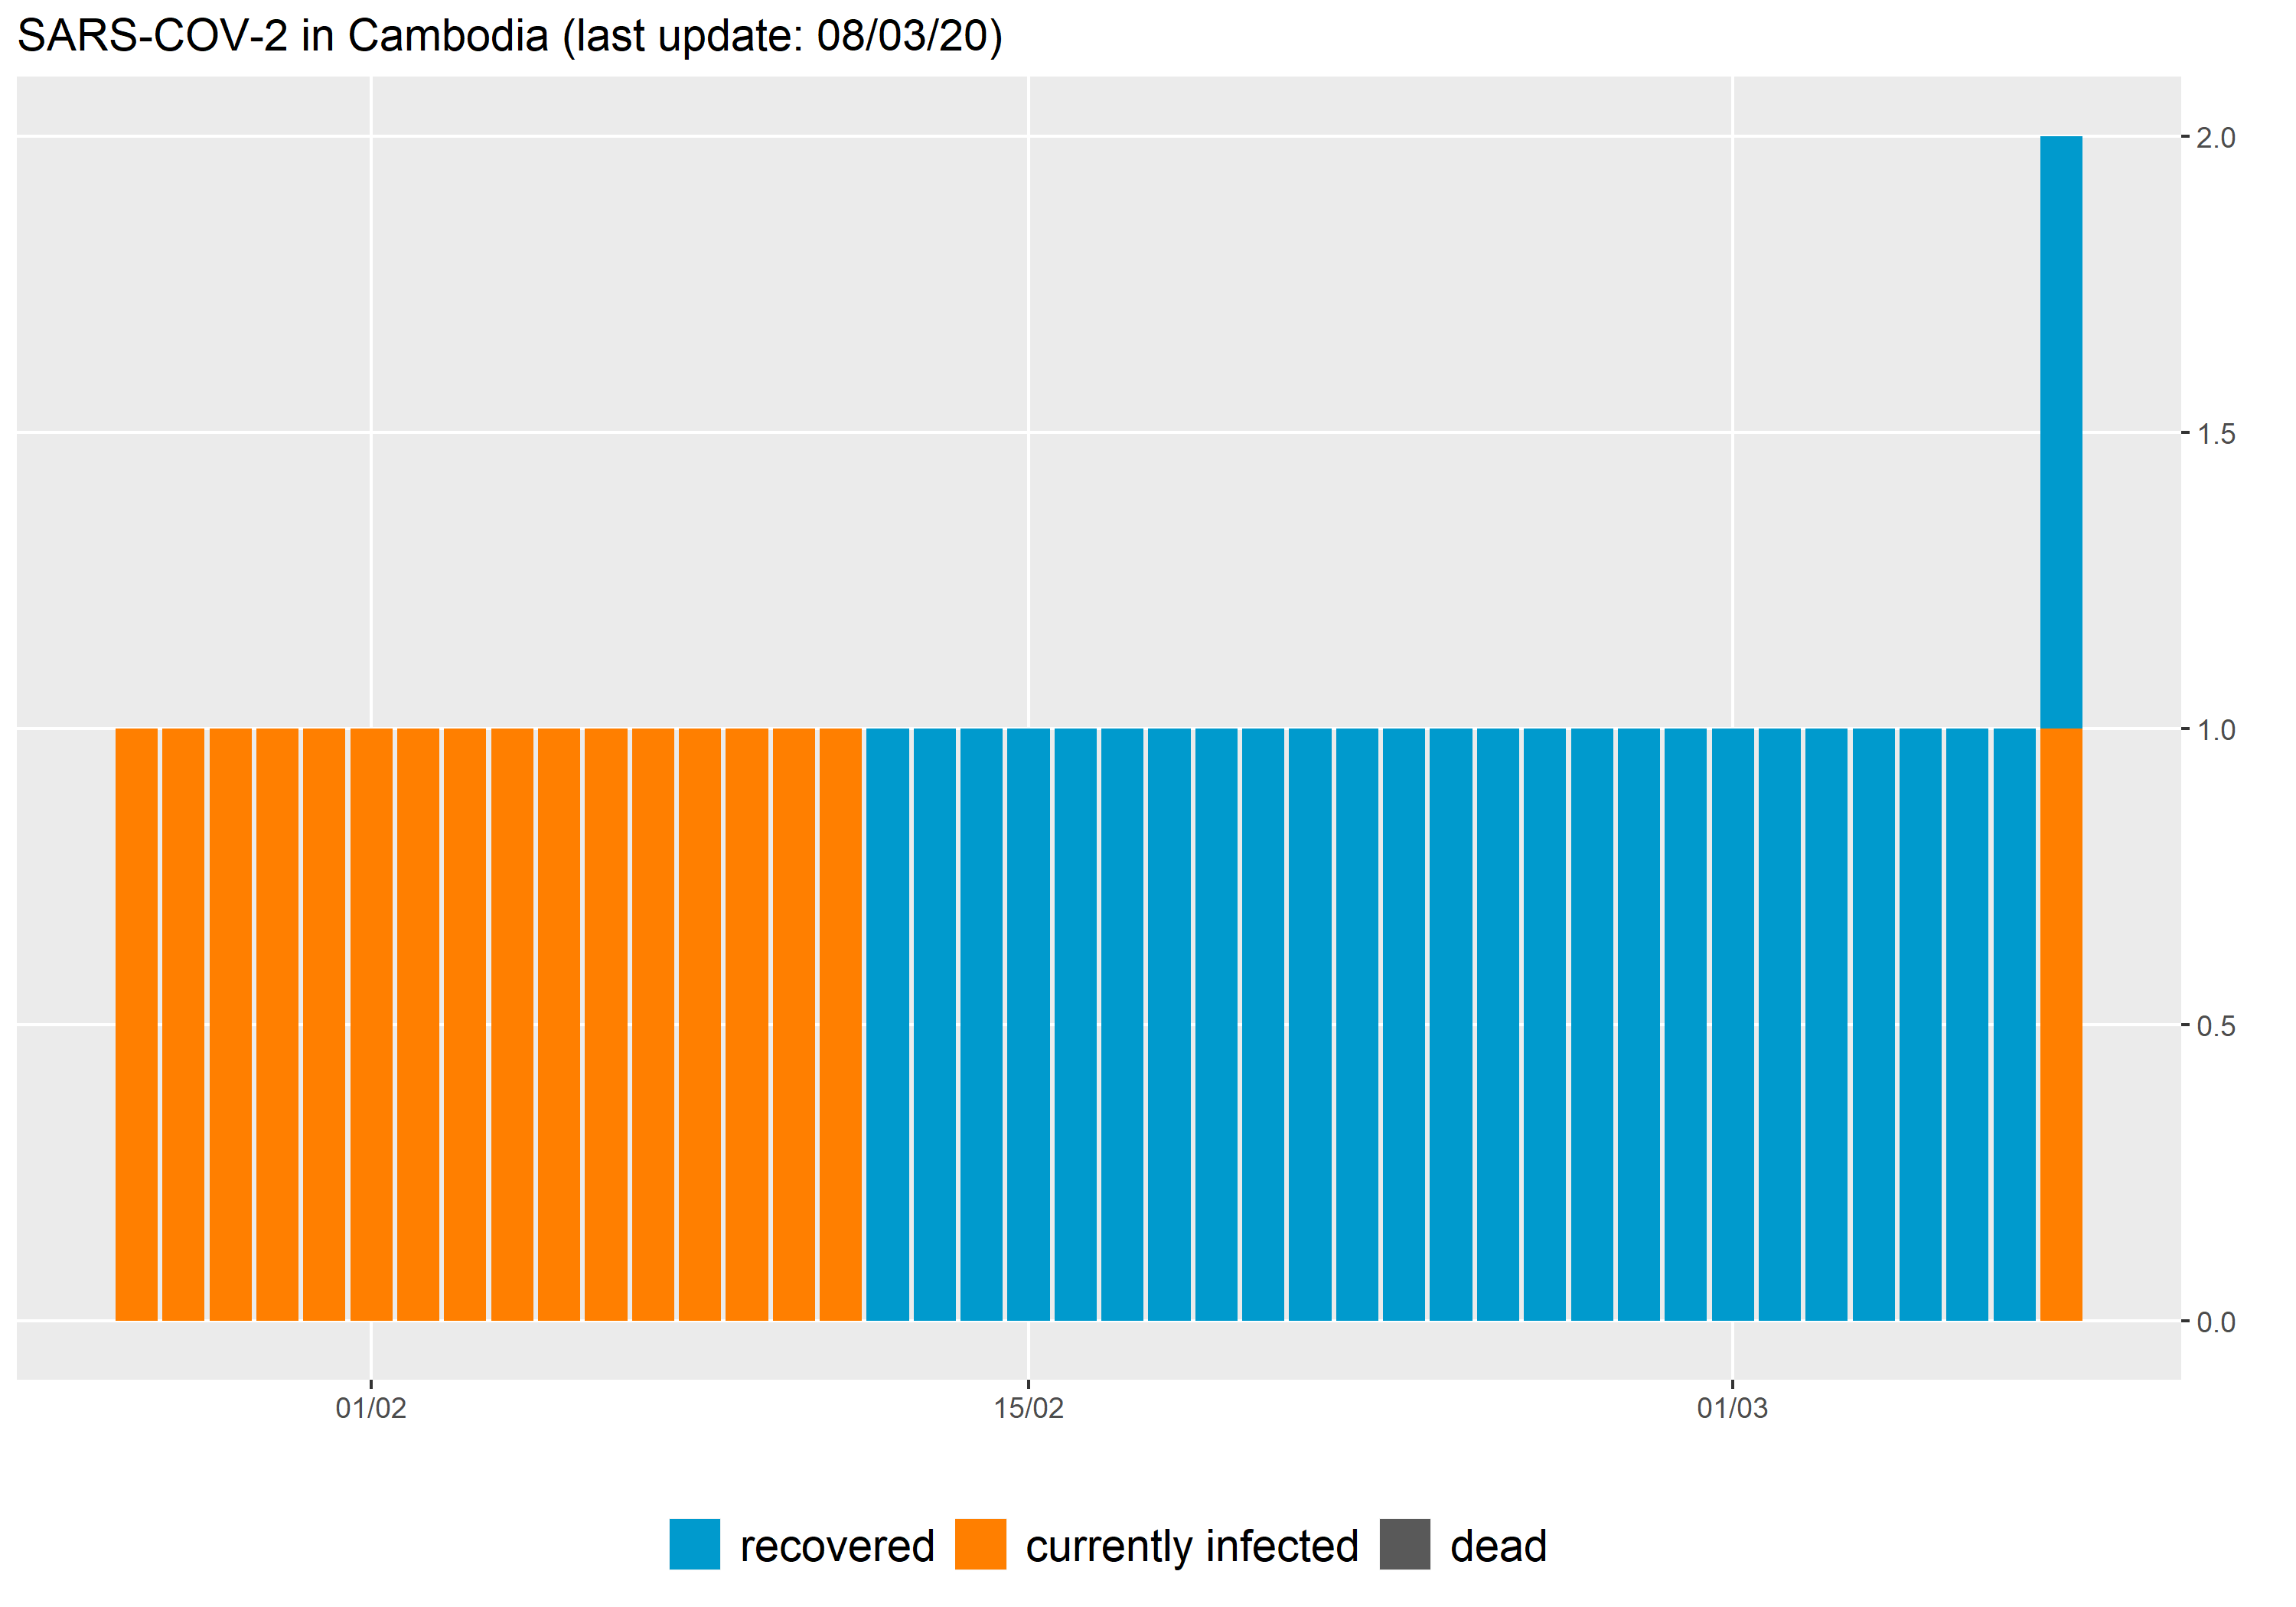 SARS-COV-2 in Cambodia (last update: 08/03/20)
2.0
1.5
1.0
0.5
0.0
01/02 15/02 01/03
recovered currently infected dead